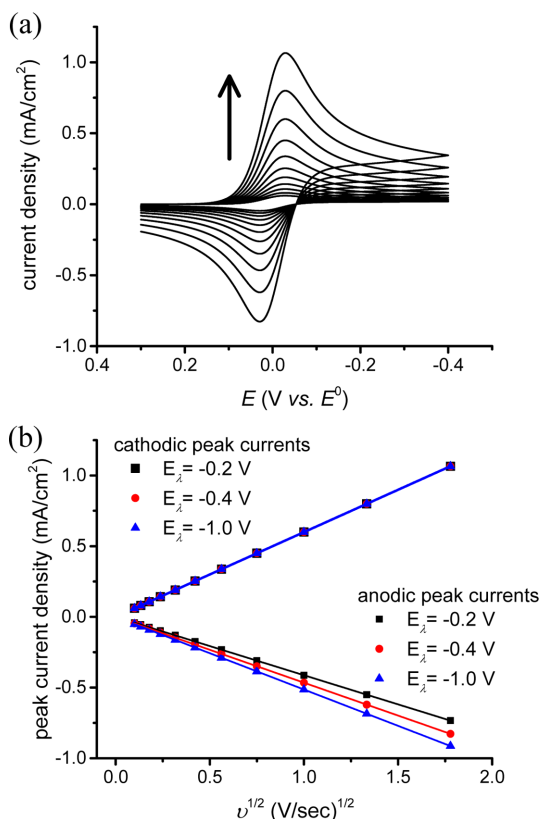 (a)
current density (mA/cm²)
1.0
0.5
0.0
-0.5
-1.0
0.4
0.2
0.0
-0.2
-0.4
E (V vs. E⁰)
(b)
peak current density (mA/cm²)
1.0
0.5
0.0
-0.5
-1.0
cathodic peak currents
E_λ= -0.2 V
E_λ= -0.4 V
E_λ= -1.0 V
anodic peak currents
E_λ= -0.2 V
E_λ= -0.4 V
E_λ= -1.0 V
0.0
0.5
1.0
1.5
2.0
υ^1/2 (V/sec)^1/2